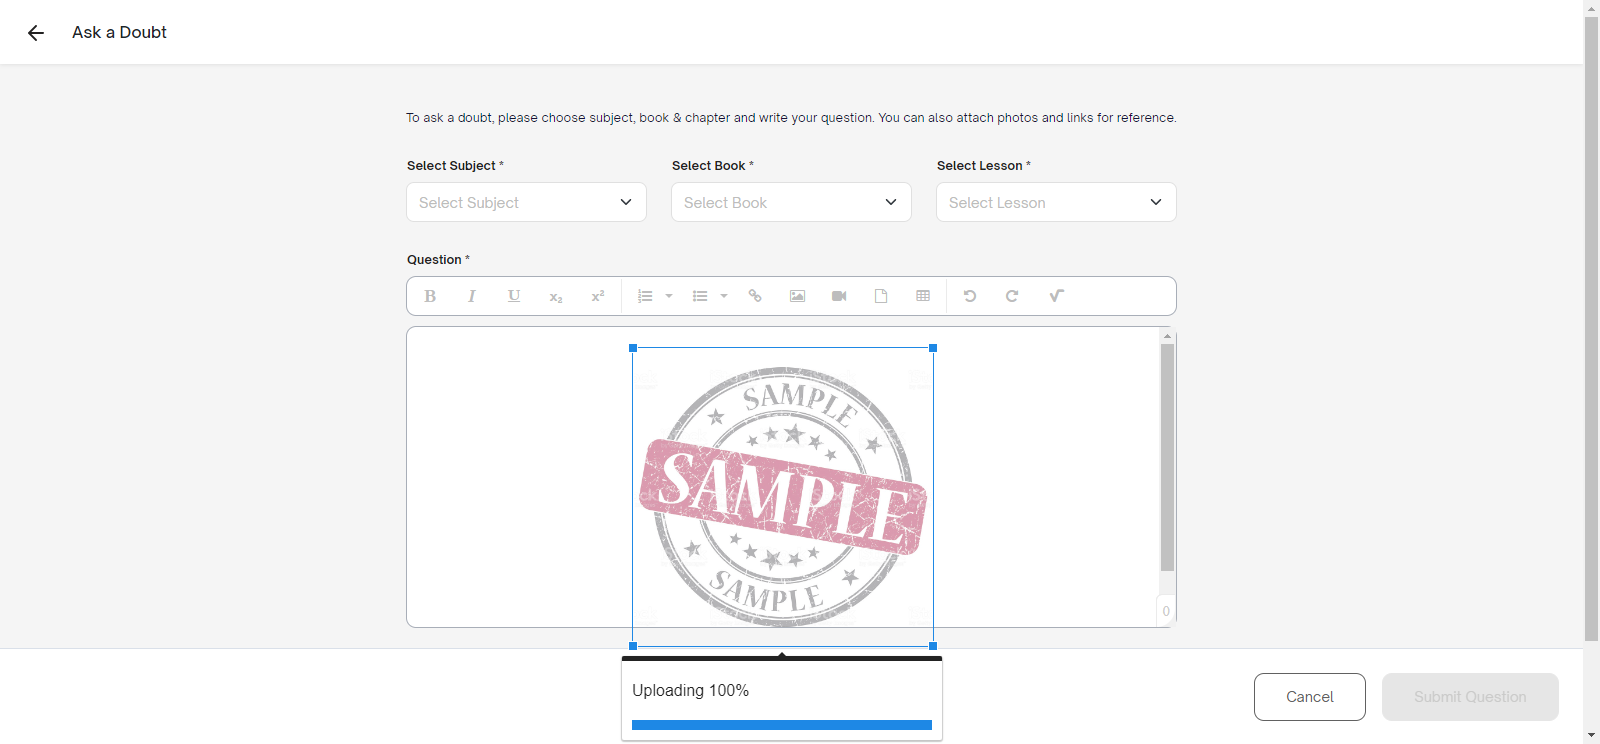 Ask a Doubt
To ask a doubt, please choose subject, book & chapter and write your question. You can also attach photos and links for reference.
Select Subject * Select Book * Select Lesson *
Select Subject Select Book Select Lesson
Question *
B I U x₂ x²
SAMPLE
SAMPLE
SAMPLE
0
Uploading 100%
Cancel Submit Question